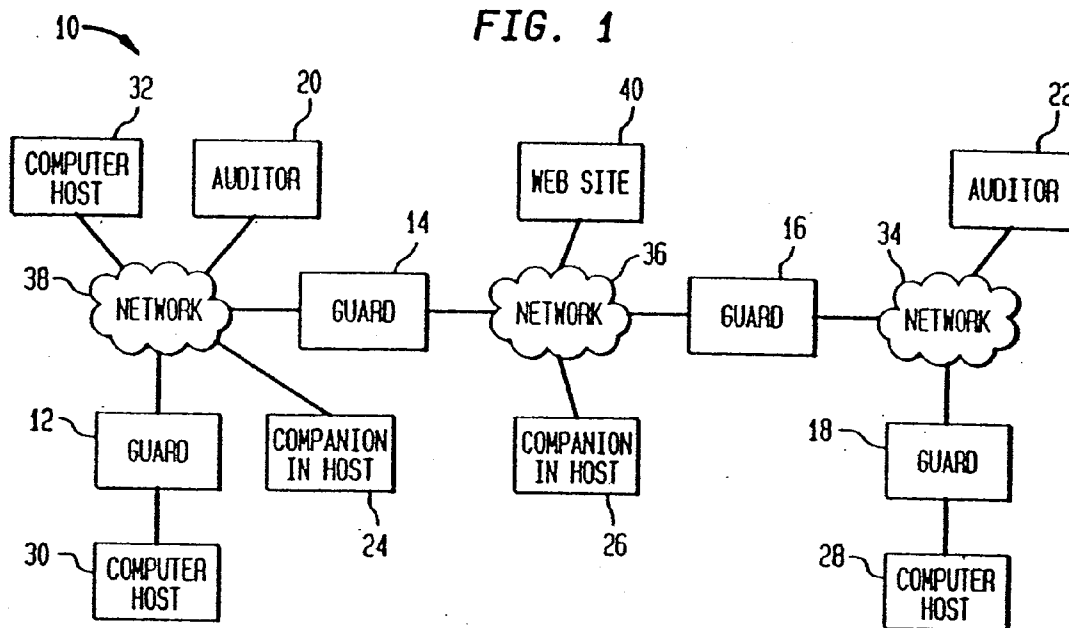 FIG. 1
10
32
20
40
22
COMPUTER
HOST
AUDITOR
WEB SITE
AUDITOR
14
36
16
34
38
NETWORK
GUARD
NETWORK
GUARD
NETWORK
12
GUARD
COMPANION
IN HOST
COMPANION
IN HOST
18
GUARD
24
26
30
COMPUTER
HOST
28
COMPUTER
HOST